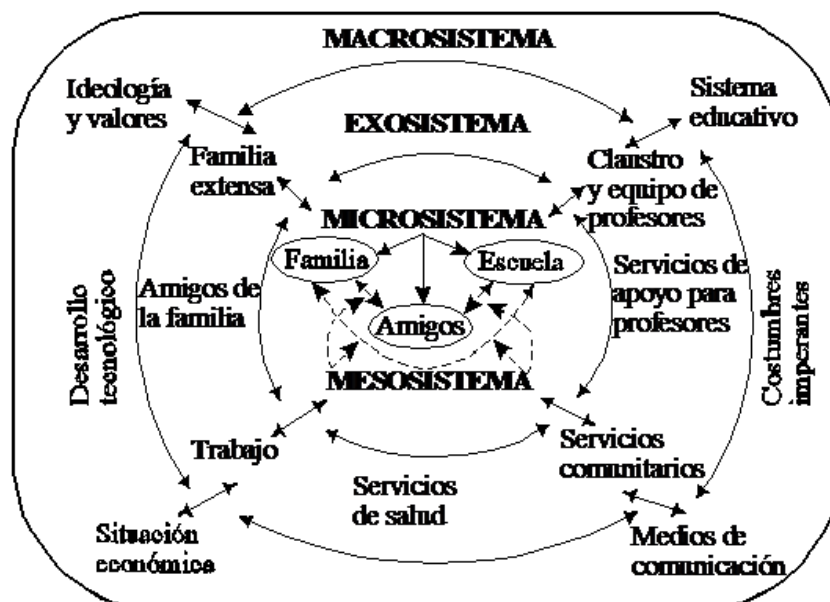 MACROSISTEMA
Ideología
y valores
Sistema
educativo
EXOSISTEMA
Familia
extensa
Claustro
y equipo de
profesores
MICROSISTEMA
Familia
Escuela
Amigos
Amigos de
la familia
Servicios de
apoyo para
profesores
Desarrollo
tecnológico
Costumbres
imperantes
MESOSISTEMA
Trabajo
Servicios
comunitarios
Servicios
de salud
Situación
económica
Medios de
comunicación